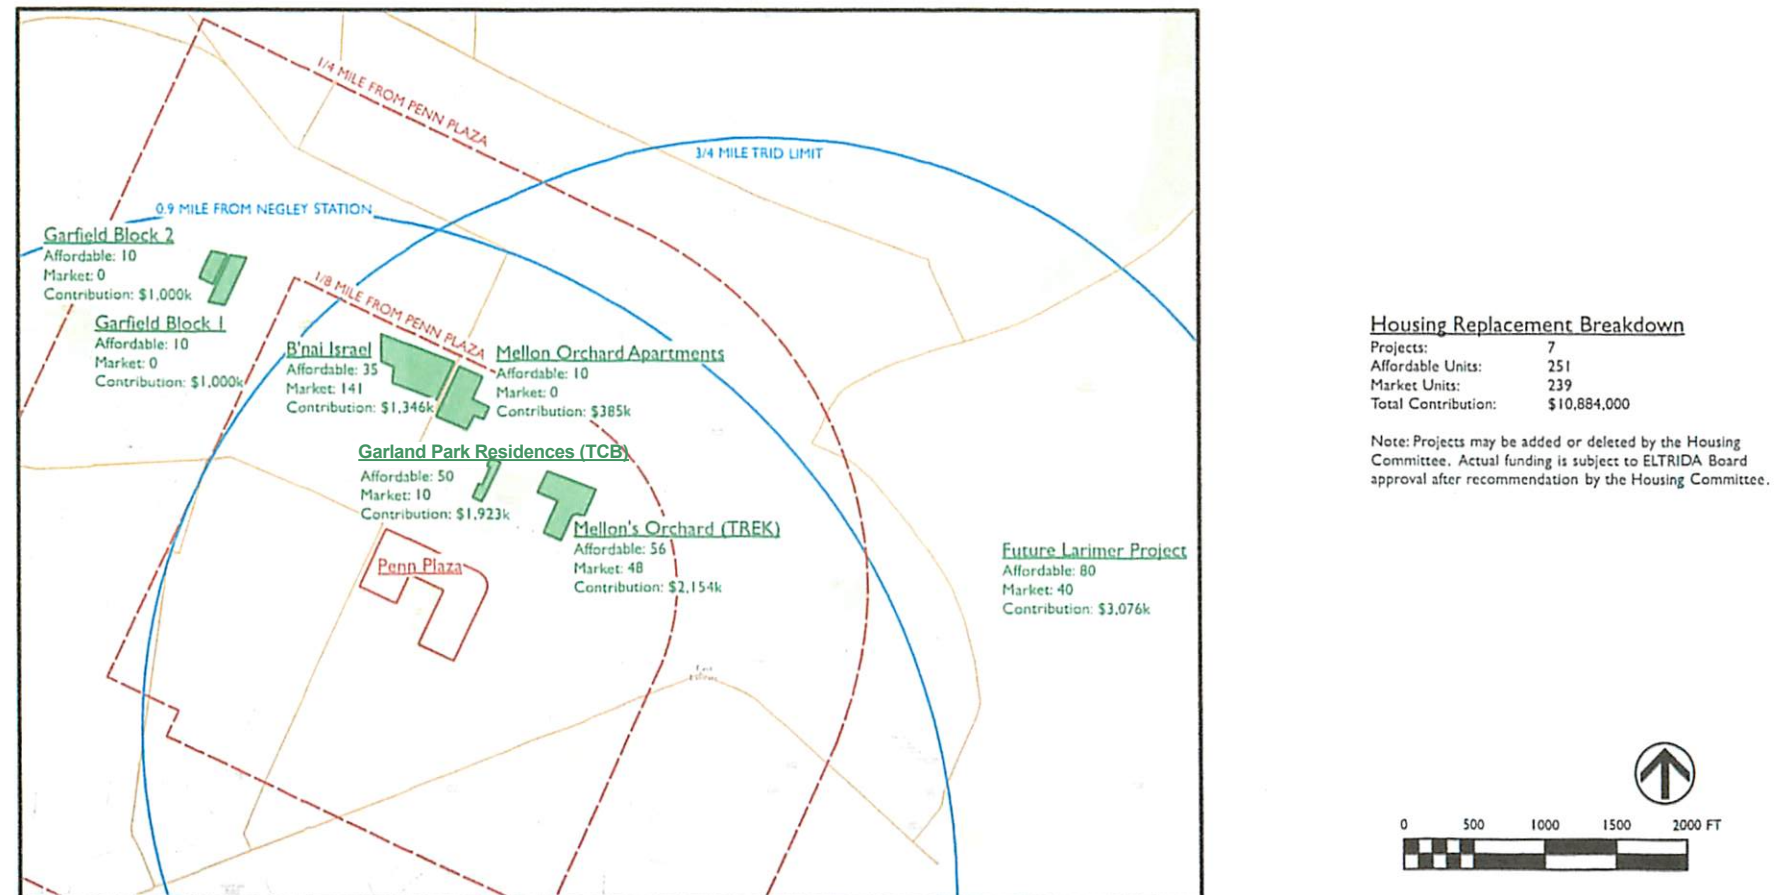 1/4 MILE FROM PENN PLAZA
3/4 MILE TRID LIMIT
0.9 MILE FROM NEGLEY STATION
Garfield Block 2
Affordable: 10
Market: 0
Contribution: $1,000k
1/8 MILE FROM PENN PLAZA
Garfield Block 1
Affordable: 10
Market: 0
Contribution: $1,000k
B'nai Israel
Affordable: 35
Market: 141
Contribution: $1,346k
Mellon Orchard Apartments
Affordable: 10
Market: 0
Contribution: $385k
Garland Park Residences (TCB)
Affordable: 50
Market: 10
Contribution: $1,923k
Mellon's Orchard (TREK)
Affordable: 56
Market: 48
Contribution: $2,154k
Penn Plaza
Future Larimer Project
Affordable: 80
Market: 40
Contribution: $3,076k
Housing Replacement Breakdown
Projects: 7
Affordable Units: 251
Market Units: 239
Total Contribution: $10,884,000
Note: Projects may be added or deleted by the Housing
Committee. Actual funding is subject to ELTRIDA Board
approval after recommendation by the Housing Committee.
0 500 1000 1500 2000 FT